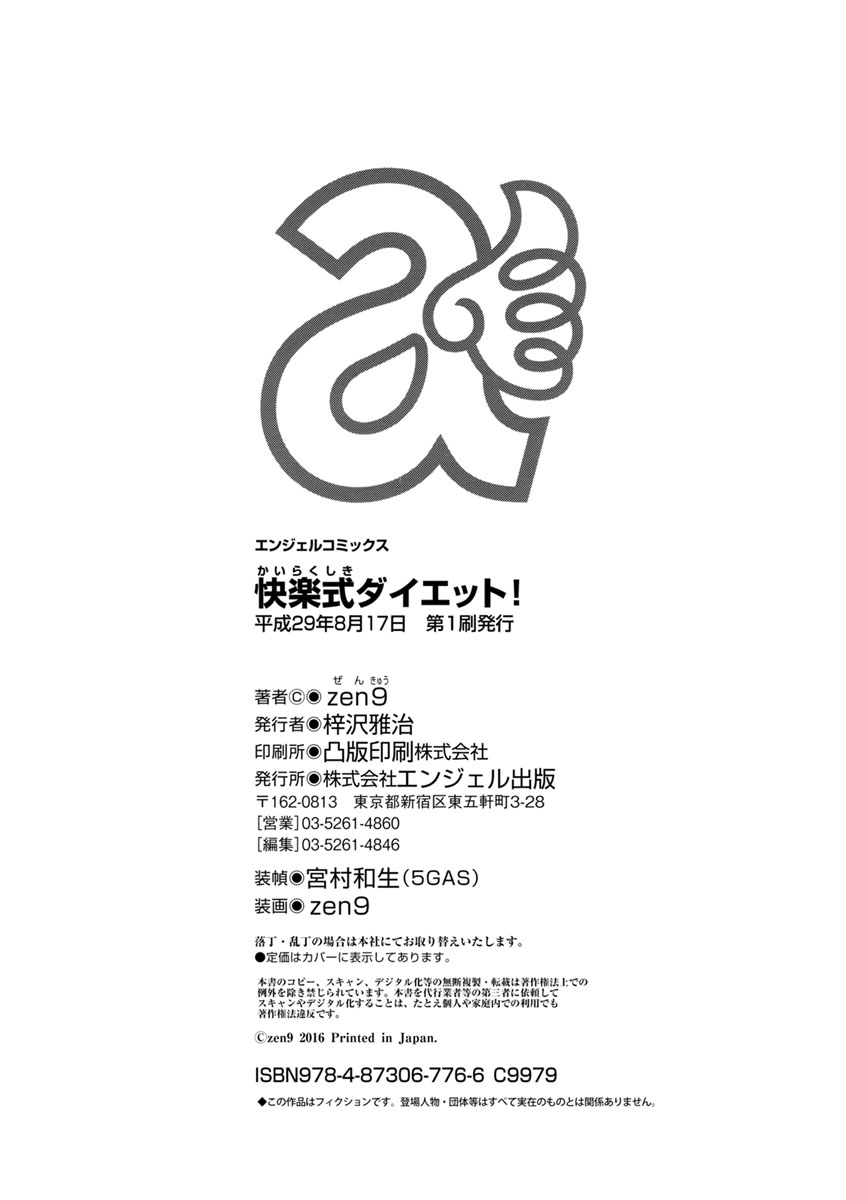 エンジェルコミックス
かいらくしき
快楽式ダイエット!
平成29年8月17日　第1刷発行
ぜん きゅう
著者©◉ zen9
発行者◉梓沢雅治
印刷所◉凸版印刷株式会社
発行所◉株式会社エンジェル出版
〒162-0813　東京都新宿区東五軒町3-28
[営業]03-5261-4860
[編集]03-5261-4846
装幀◉宮村和生(5GAS)
装画◉ zen9
落丁・乱丁の場合は本社にてお取り替えいたします。
●定価はカバーに表示してあります。
本書のコピー、スキャン、デジタル化等の無断複製・転載は著作権法上での
例外を除き禁じられています。本書を代行業者等の第三者に依頼して
スキャンやデジタル化することは、たとえ個人や家庭内での利用でも
著作権法違反です。
©zen9 2016 Printed in Japan.
ISBN978-4-87306-776-6 C9979
◆この作品はフィクションです。登場人物・団体等はすべて実在のものとは関係ありません。